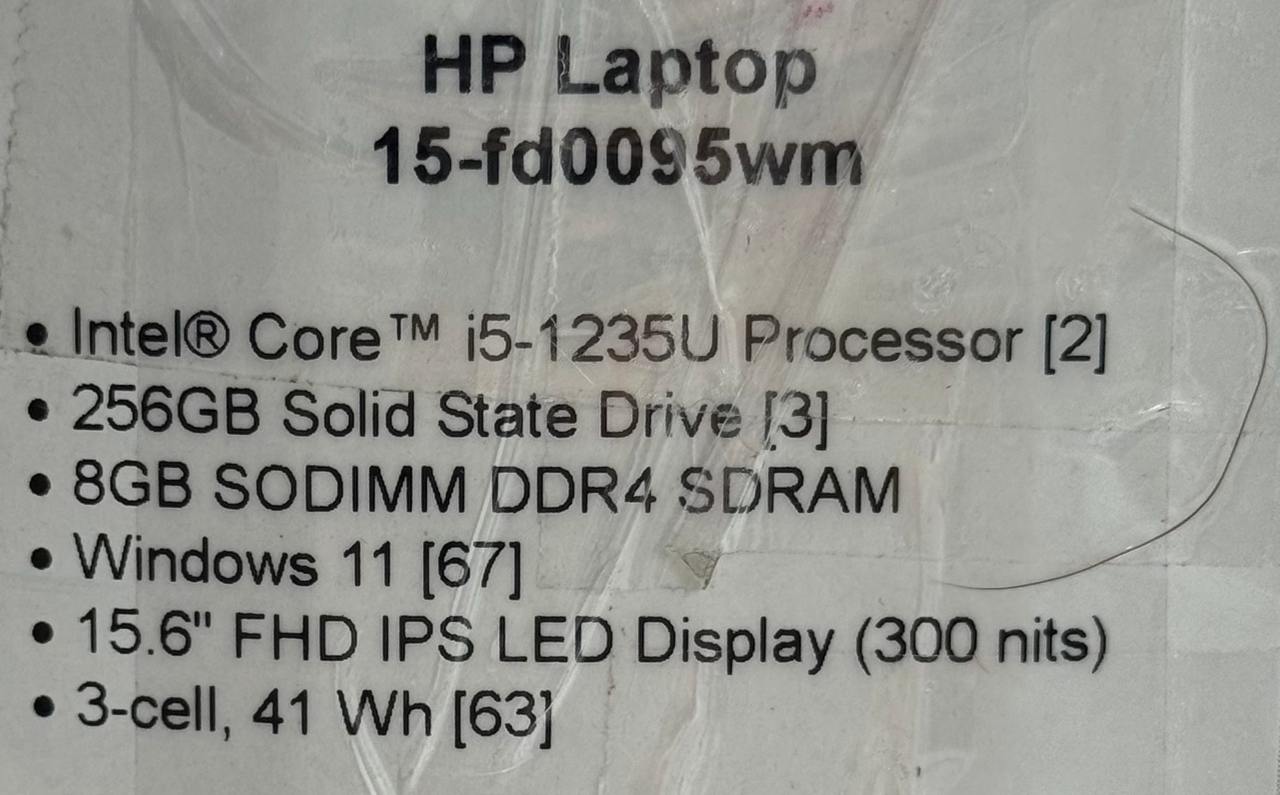 HP Laptop
15-fd0095wm
• Intel® Core™ i5-1235U Processor [2]
• 256GB Solid State Drive [3]
• 8GB SODIMM DDR4 SDRAM
• Windows 11 [67]
• 15.6" FHD IPS LED Display (300 nits)
• 3-cell, 41 Wh [63]